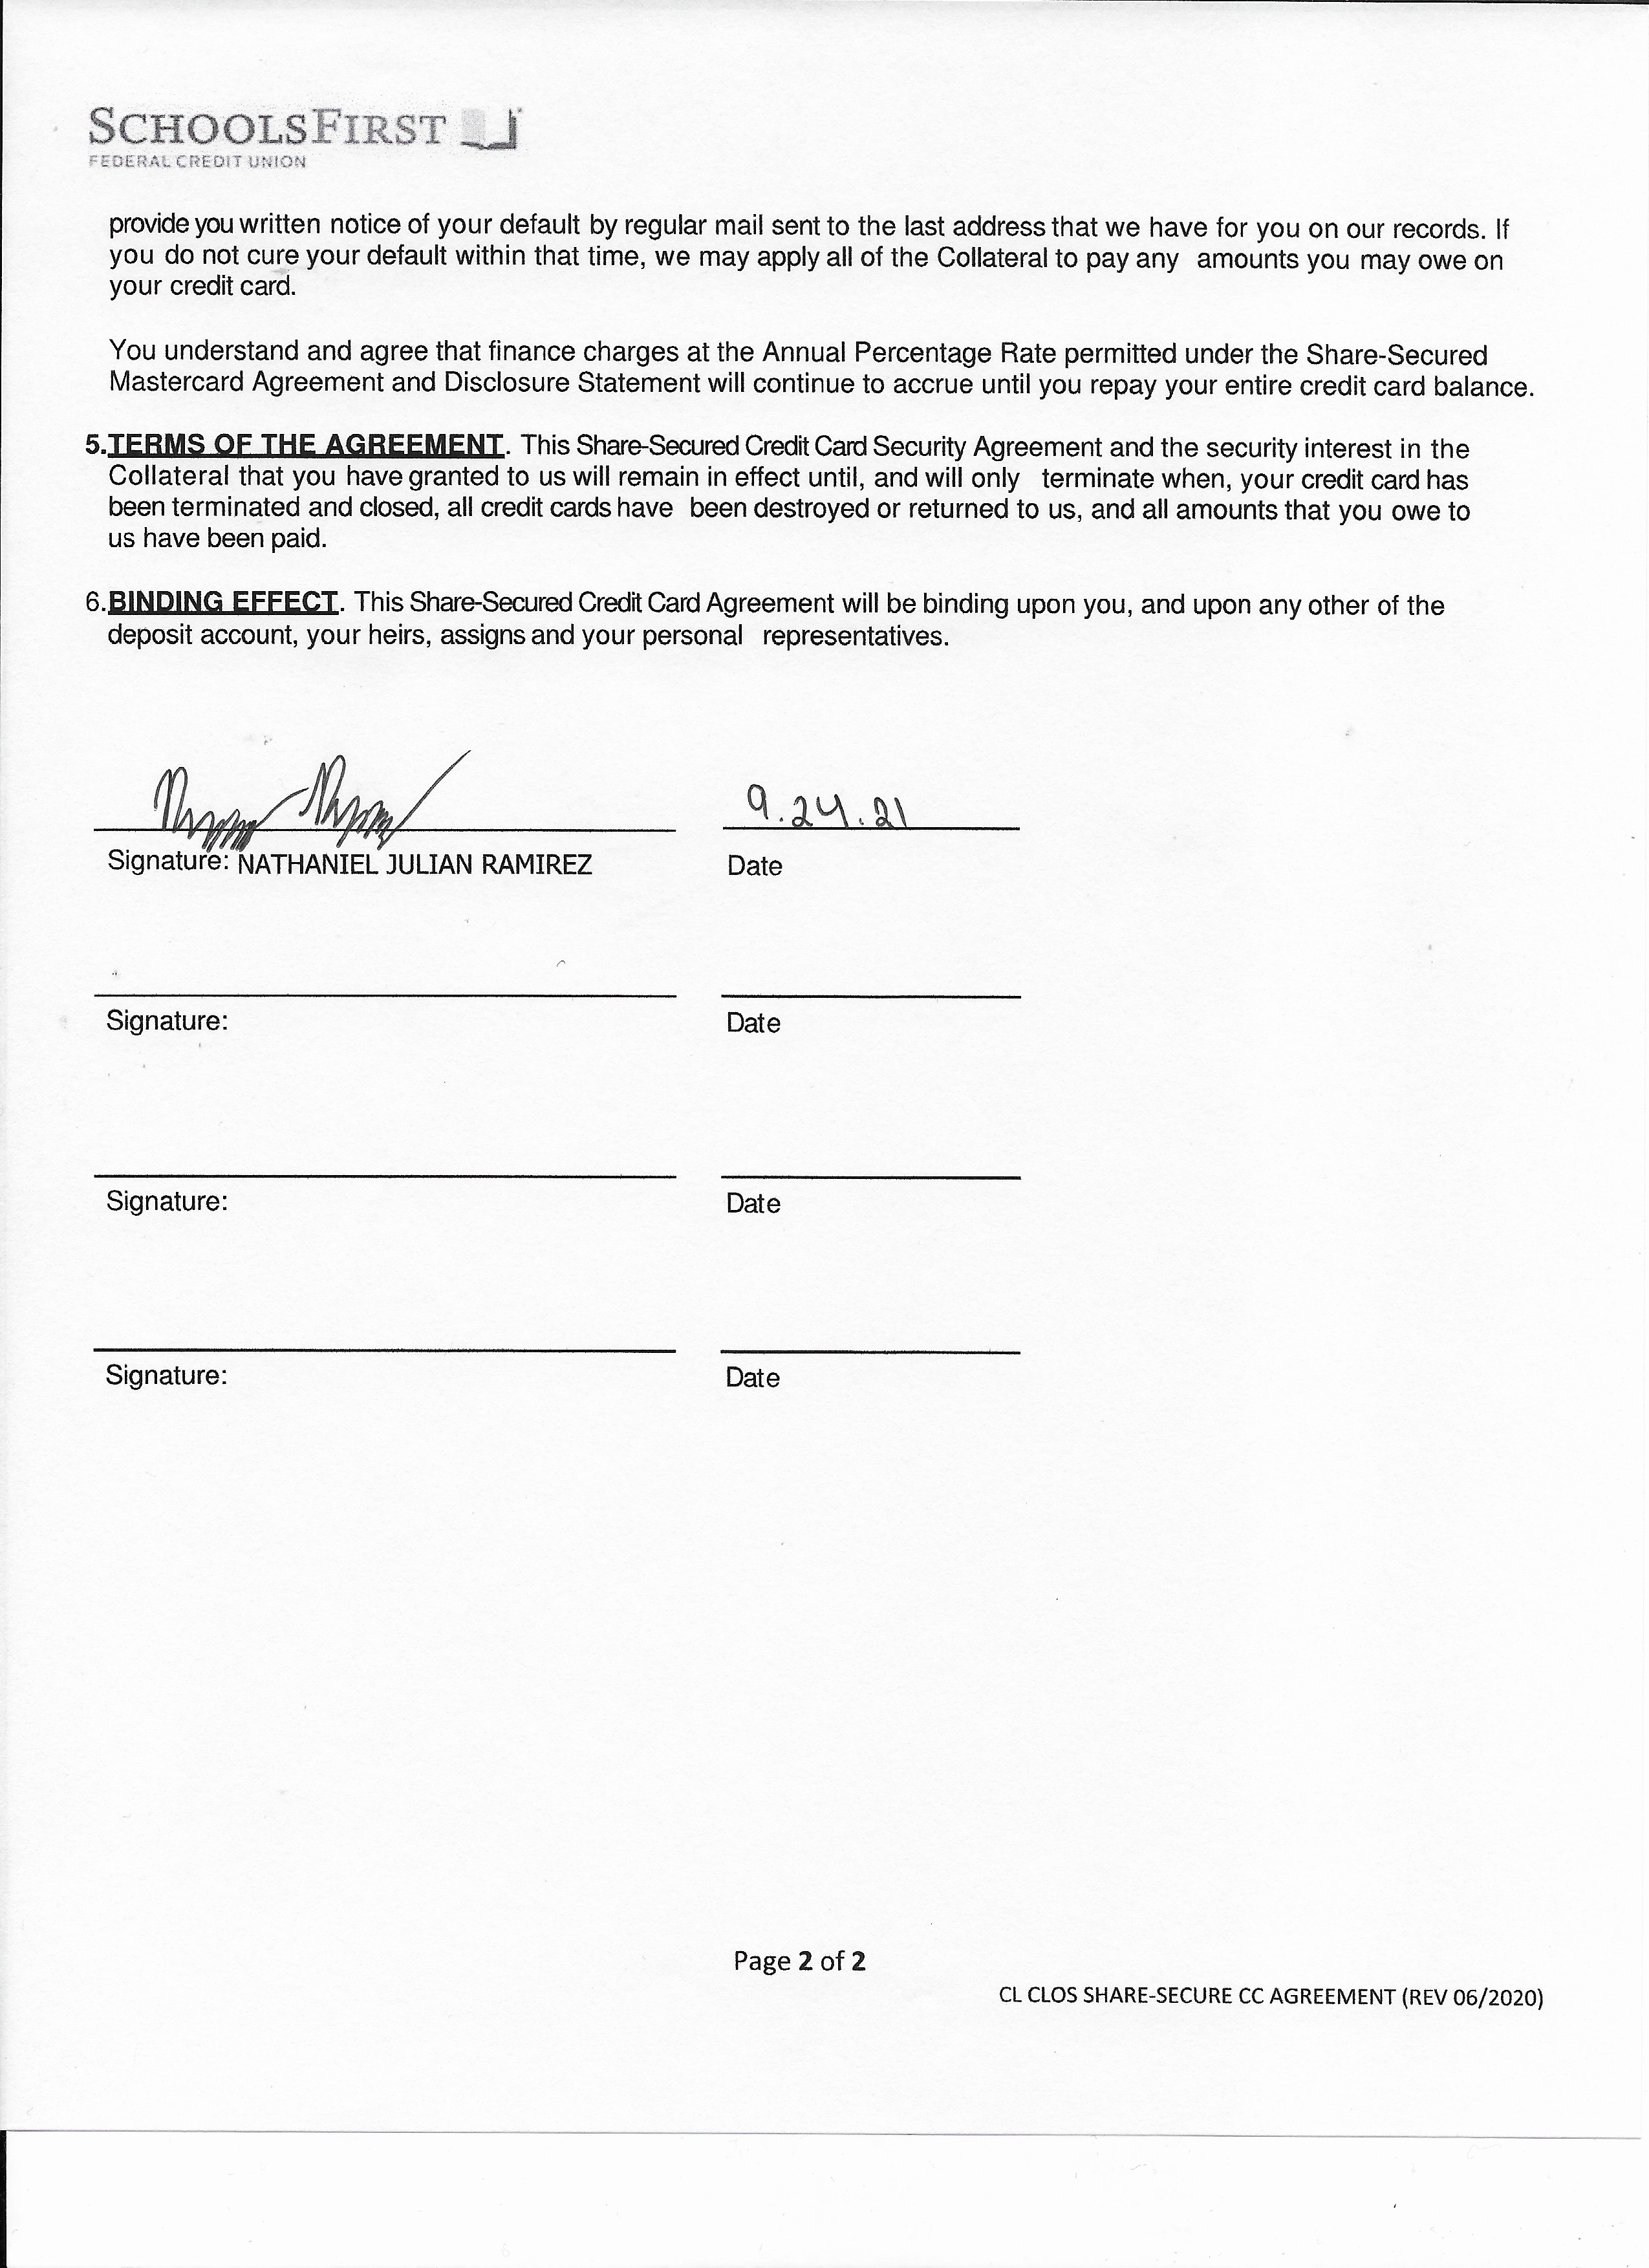 SCHOOLSFIRST
FEDERAL CREDIT UNION
provide you written notice of your default by regular mail sent to the last address that we have for you on our records. If
you do not cure your default within that time, we may apply all of the Collateral to pay any amounts you may owe on
your credit card.
You understand and agree that finance charges at the Annual Percentage Rate permitted under the Share-Secured
Mastercard Agreement and Disclosure Statement will continue to accrue until you repay your entire credit card balance.
5.TERMS OF THE AGREEMENT. This Share-Secured Credit Card Security Agreement and the security interest in the
Collateral that you have granted to us will remain in effect until, and will only terminate when, your credit card has
been terminated and closed, all credit cards have been destroyed or returned to us, and all amounts that you owe to
us have been paid.
6.BINDING EFFECT. This Share-Secured Credit Card Agreement will be binding upon you, and upon any other of the
deposit account, your heirs, assigns and your personal representatives.
9.24.21
Signature: NATHANIEL JULIAN RAMIREZ Date
Signature: Date
Signature: Date
Signature: Date
Page 2 of 2
CL CLOS SHARE-SECURE CC AGREEMENT (REV 06/2020)